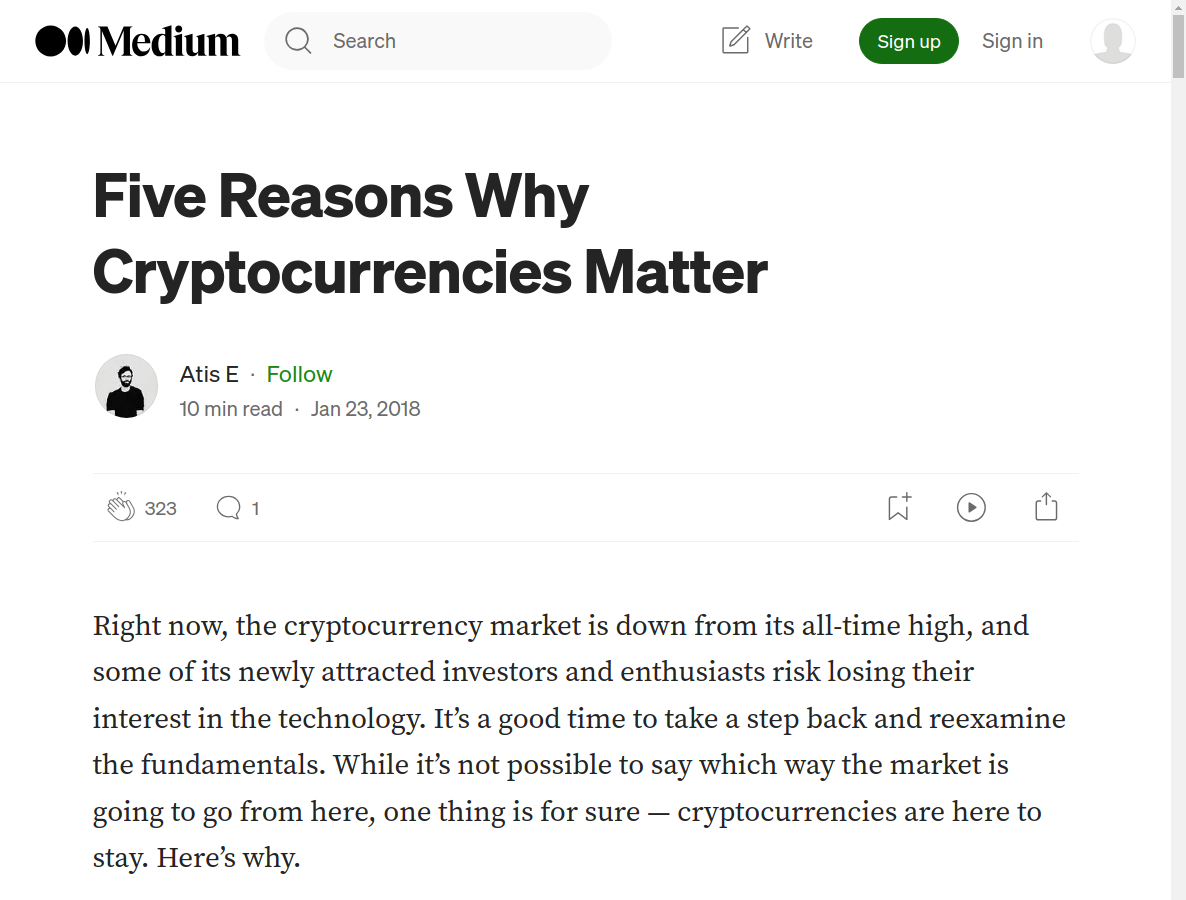 Medium
Search
Write
Sign up
Sign in
Five Reasons Why
Cryptocurrencies Matter
Atis E · Follow
10 min read · Jan 23, 2018
323
1
Right now, the cryptocurrency market is down from its all-time high, and
some of its newly attracted investors and enthusiasts risk losing their
interest in the technology. It’s a good time to take a step back and reexamine
the fundamentals. While it’s not possible to say which way the market is
going to go from here, one thing is for sure — cryptocurrencies are here to
stay. Here’s why.